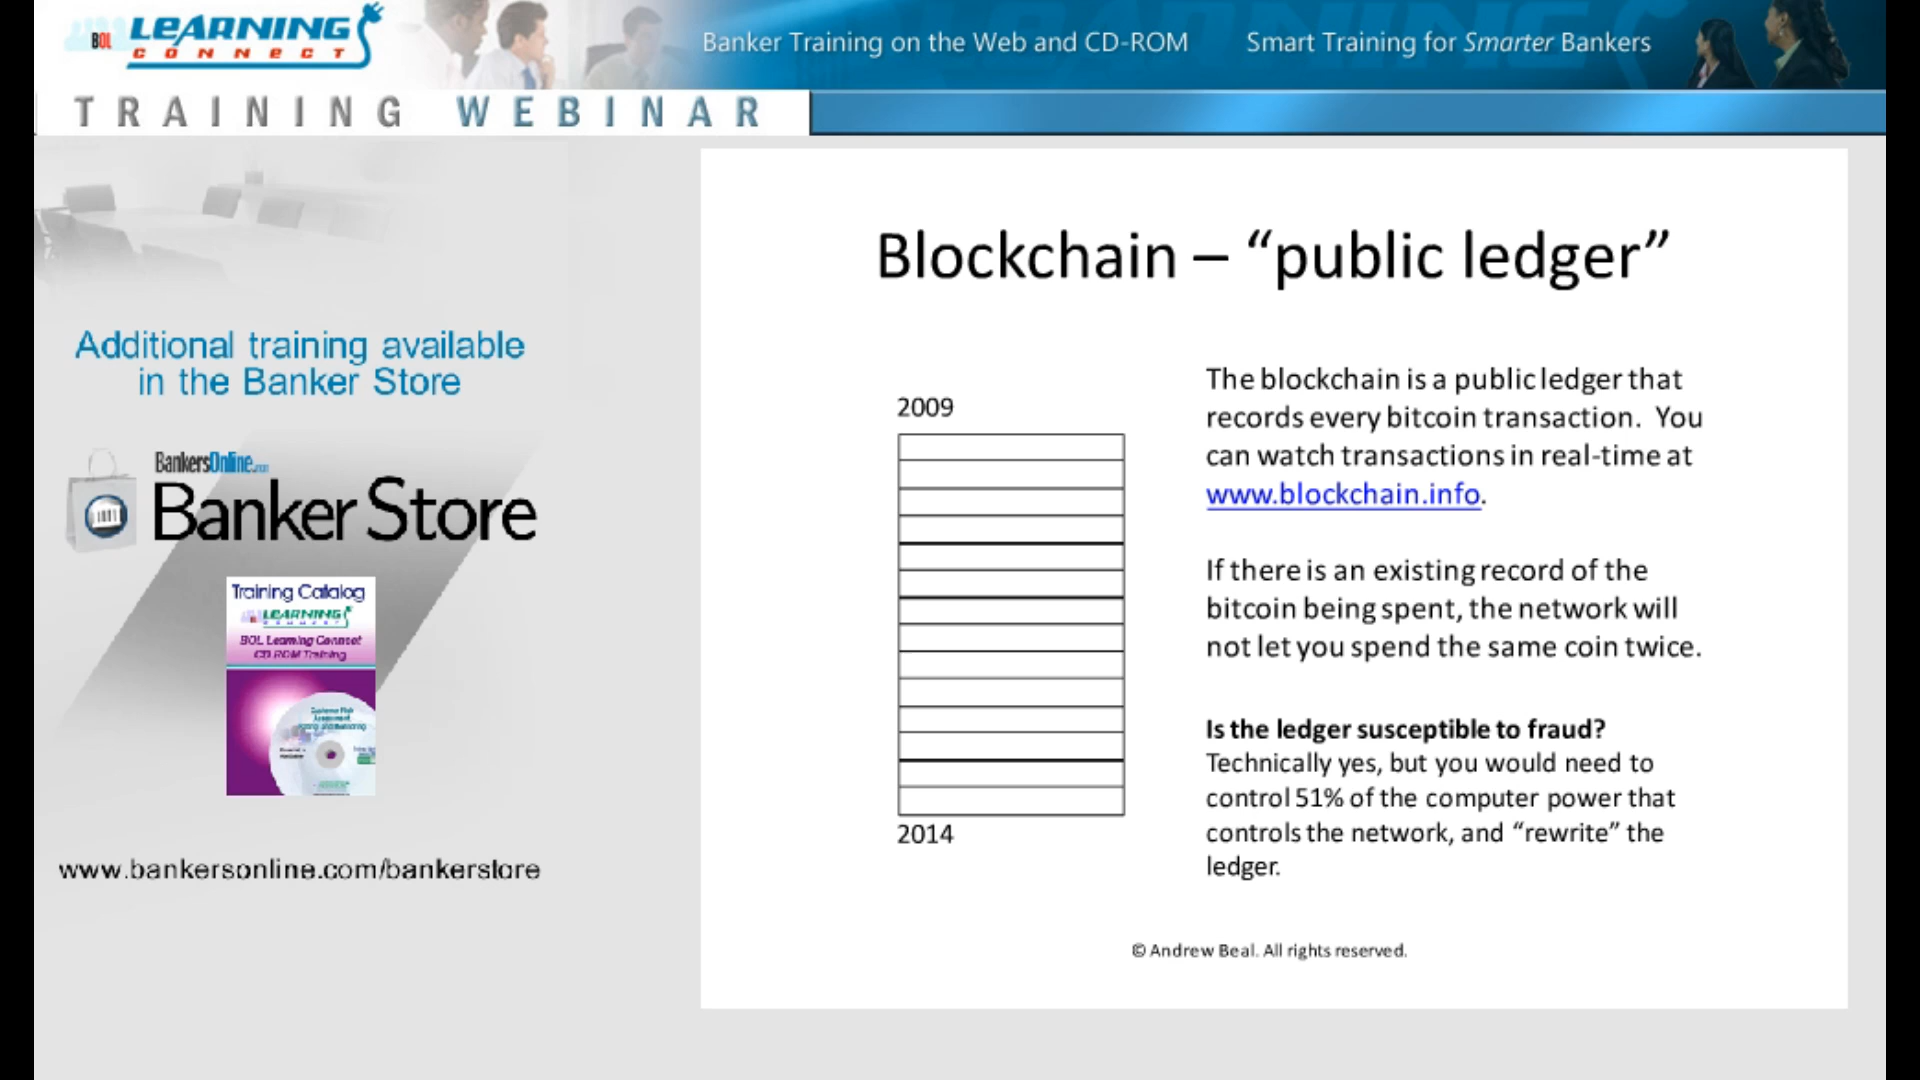 BOL LEARNING
CONNECT
Banker Training on the Web and CD-ROM
Smart Training for Smarter Bankers
TRAINING WEBINAR
Additional training available
in the Banker Store
BankersOnline.com
Banker Store
Training Catalog
LEARNING
CONNECT
BOL Learning Connect
CD ROM Training
www.bankersonline.com/bankerstore
Blockchain – “public ledger”
2009
2014
The blockchain is a public ledger that
records every bitcoin transaction. You
can watch transactions in real-time at
www.blockchain.info.
If there is an existing record of the
bitcoin being spent, the network will
not let you spend the same coin twice.
Is the ledger susceptible to fraud?
Technically yes, but you would need to
control 51% of the computer power that
controls the network, and “rewrite” the
ledger.
© Andrew Beal. All rights reserved.